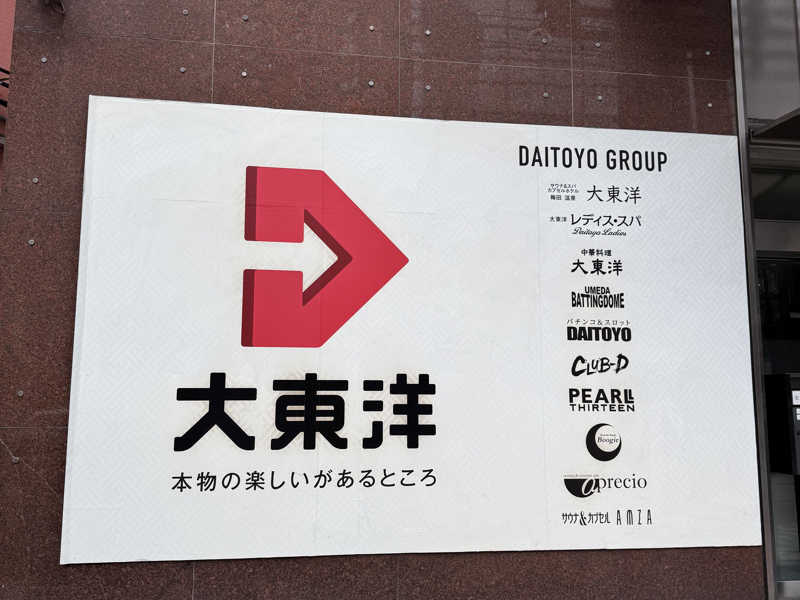 大東洋
本物の楽しいがあるところ
DAITOYO GROUP
サウナ&スパ
カプセルホテル
梅田 温泉 大東洋
大東洋 レディス・スパ
Daitoyo Ladies
中華料理
大東洋
UMEDA
BATTINGDOME
パチンコ&スロット
DAITOYO
CLUB-D
PEARL
THIRTEEN
Boogie
aprecio
サウナ&カプセル AMZA